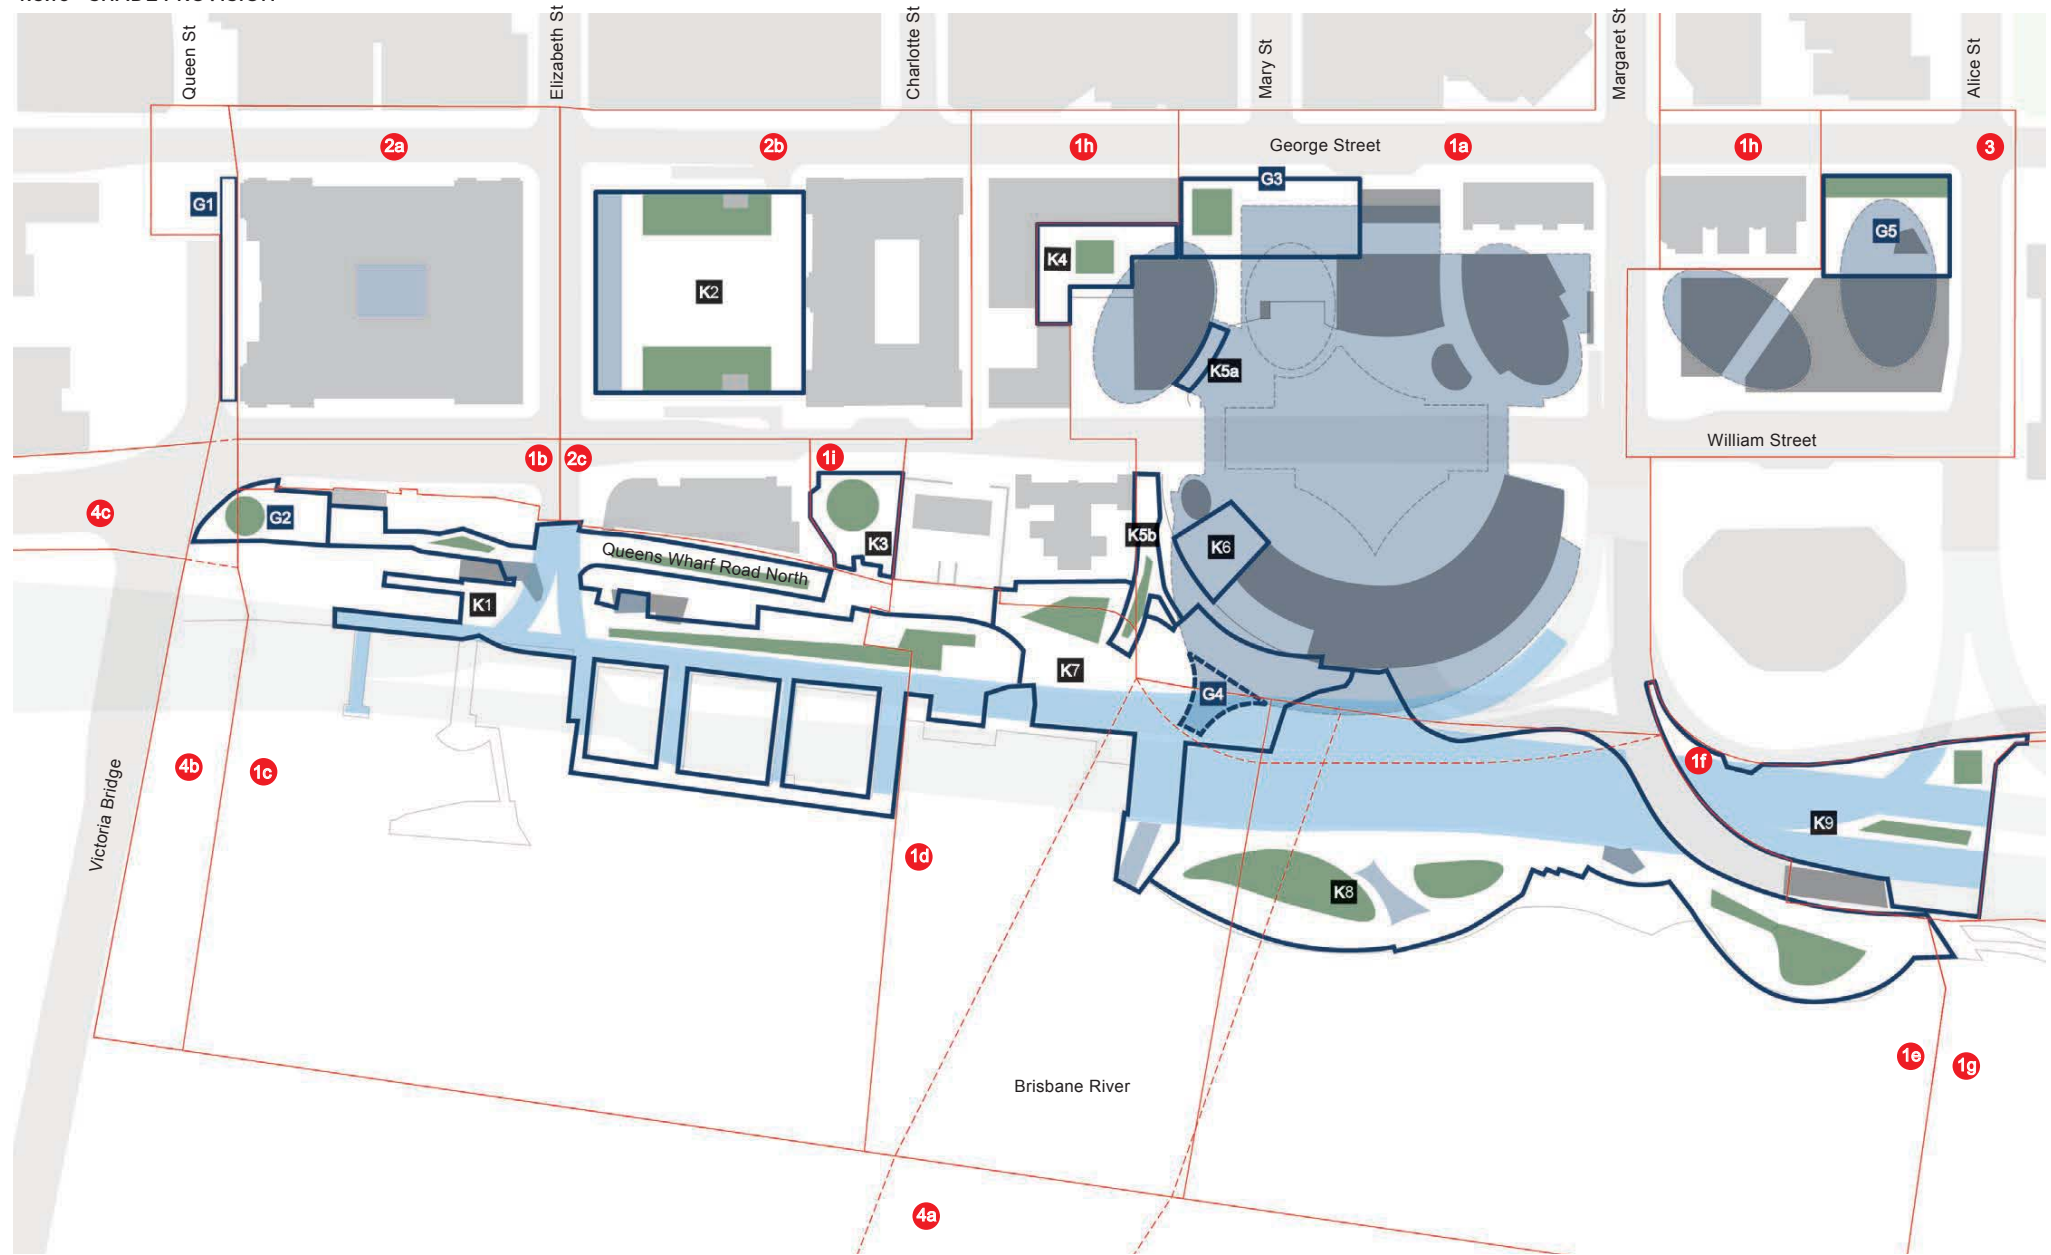 Queen St
Elizabeth St
Charlotte St
Mary St
Margaret St
Alice St
2a
2b
1h
George Street
1a
1h
3
G1
G3
K4
G5
K2
K5a
William Street
1b
2c
1i
4c
G2
K3
K5b
K6
Queens Wharf Road North
K1
K7
G4
4b
1c
1f
Victoria Bridge
K9
1d
K8
1e
1g
Brisbane River
4a